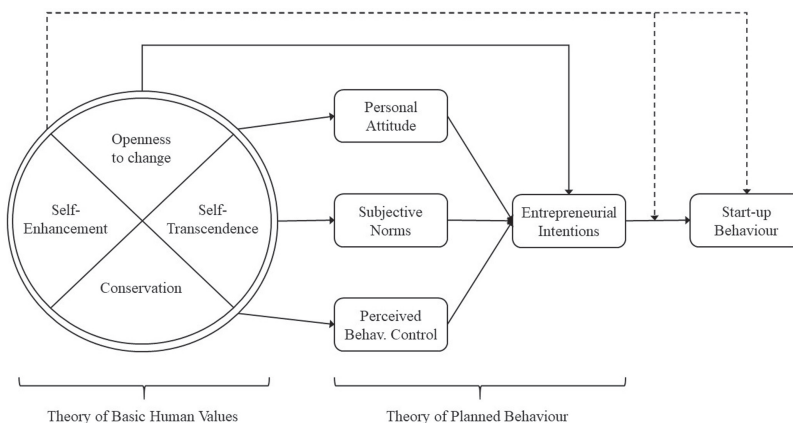 Openness
to change
Self-
Enhancement
Self-
Transcendence
Conservation
Personal
Attitude
Subjective
Norms
Perceived
Behav. Control
Entrepreneurial
Intentions
Start-up
Behaviour
Theory of Basic Human Values
Theory of Planned Behaviour